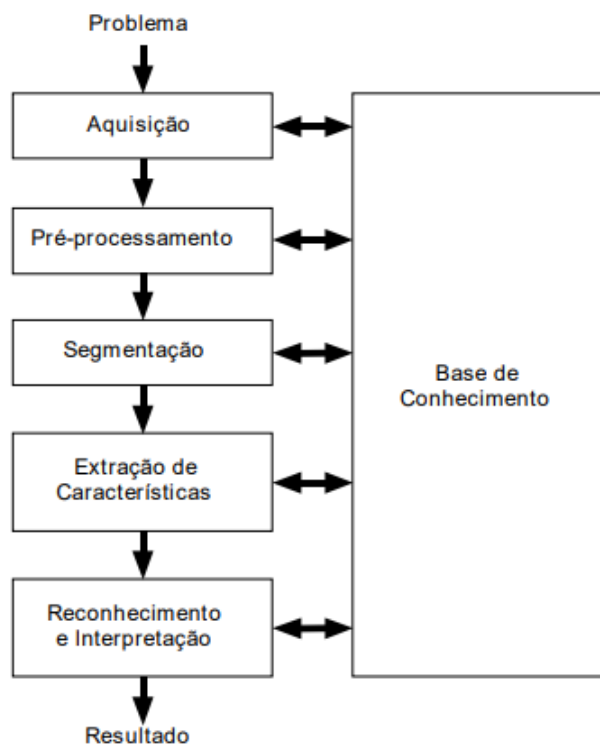 Problema
Aquisição
Pré-processamento
Segmentação
Extração de
Características
Reconhecimento
e Interpretação
Resultado
Base de
Conhecimento